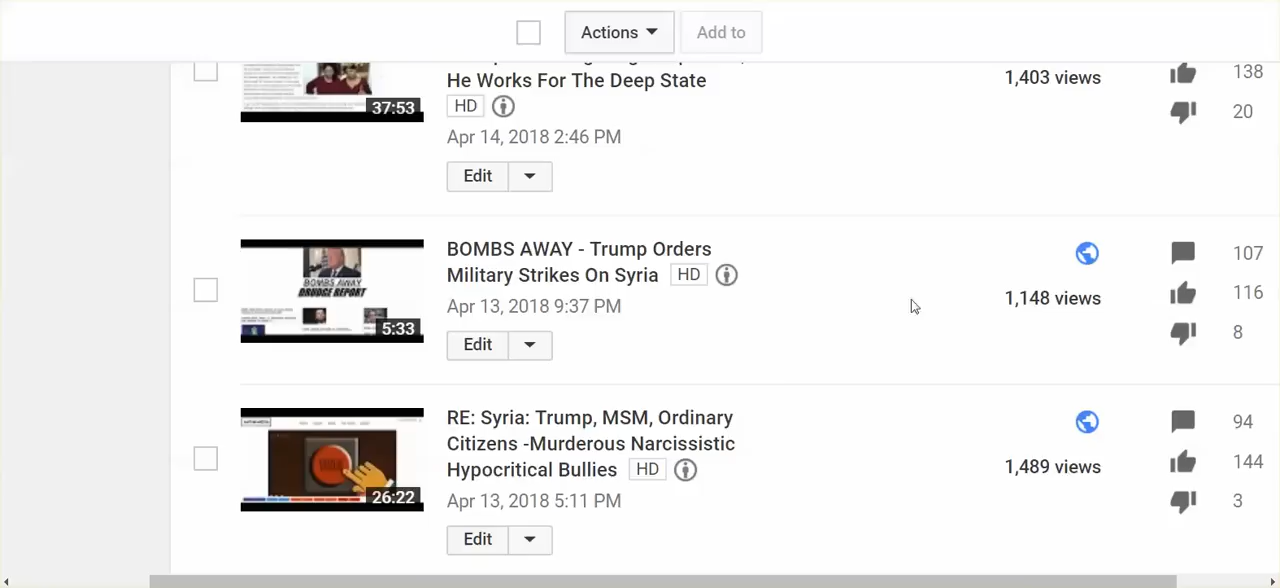 Actions
Add to
He Works For The Deep State
1,403 views
138
37:53
HD
20
Apr 14, 2018 2:46 PM
Edit
BOMBS AWAY - Trump Orders
107
Military Strikes On Syria HD
BOMBS AWAY
DRUDGE REPORT
116
1,148 views
Apr 13, 2018 9:37 PM
5:33
8
Edit
RE: Syria: Trump, MSM, Ordinary
94
Citizens -Murderous Narcissistic
144
Hypocritical Bullies HD
1,489 views
26:22
Apr 13, 2018 5:11 PM
3
Edit